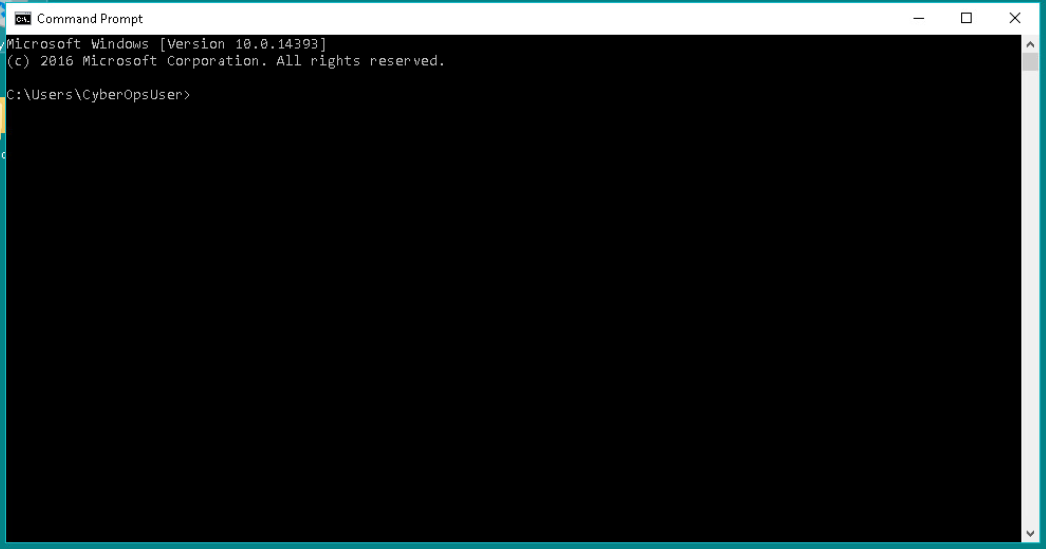 Command Prompt
Microsoft Windows [Version 10.0.14393]
(c) 2016 Microsoft Corporation. All rights reserved.
C:\Users\CyberOpsUser>